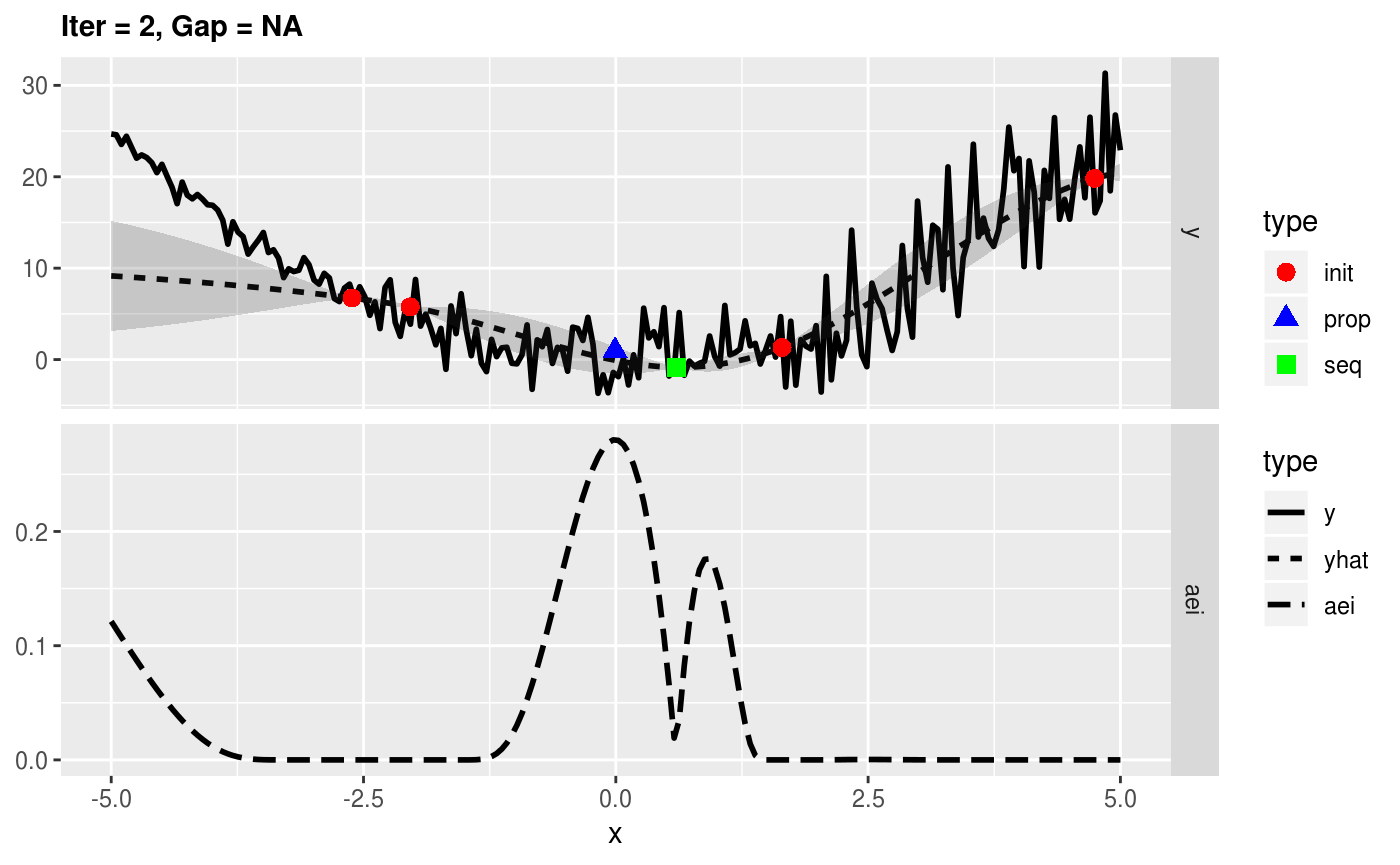 Iter = 2, Gap = NA
30
20
10
0
y
0.2
0.1
0.0
aei
-5.0
-2.5
0.0
2.5
5.0
x
type
init
prop
seq
type
y
yhat
aei